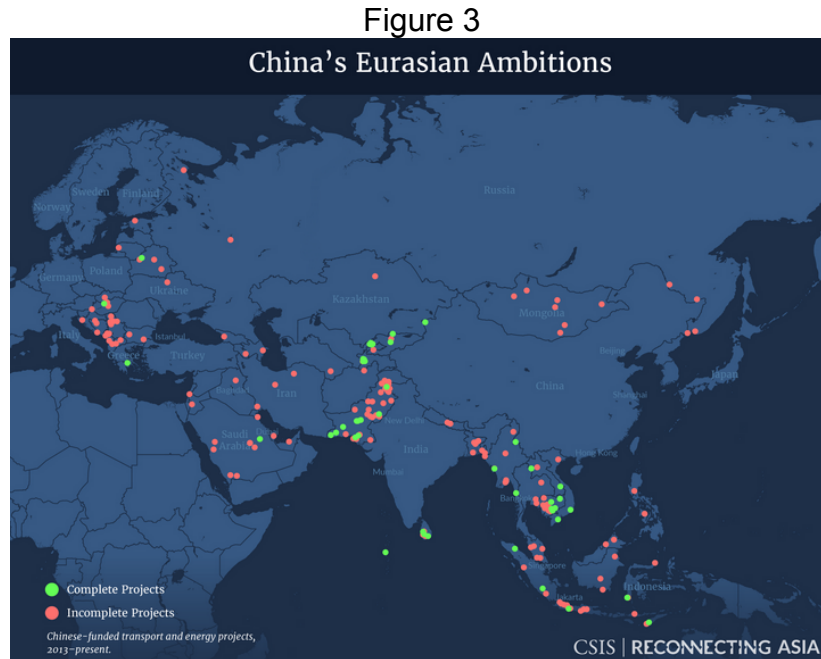 Figure 3
China's Eurasian Ambitions
Russia
Sweden
Finland
Norway
Germany
Poland
Ukraine
Kazakhstan
Mongolia
Italy
Istanbul
Greece
Turkey
Beijing
Japan
China
Shanghai
Baghdad
Iran
New Delhi
Saudi
Arabia
India
Hong Kong
Mumbai
Bangkok
Singapore
Indonesia
Jakarta
Complete Projects
Incomplete Projects
Chinese-funded transport and energy projects,
2013–present.
CSIS | RECONNECTING ASIA